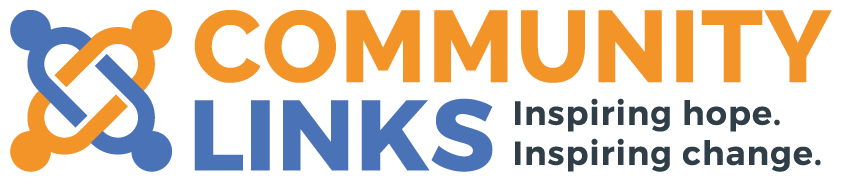 COMMUNITY
LINKS
Inspiring hope.
Inspiring change.